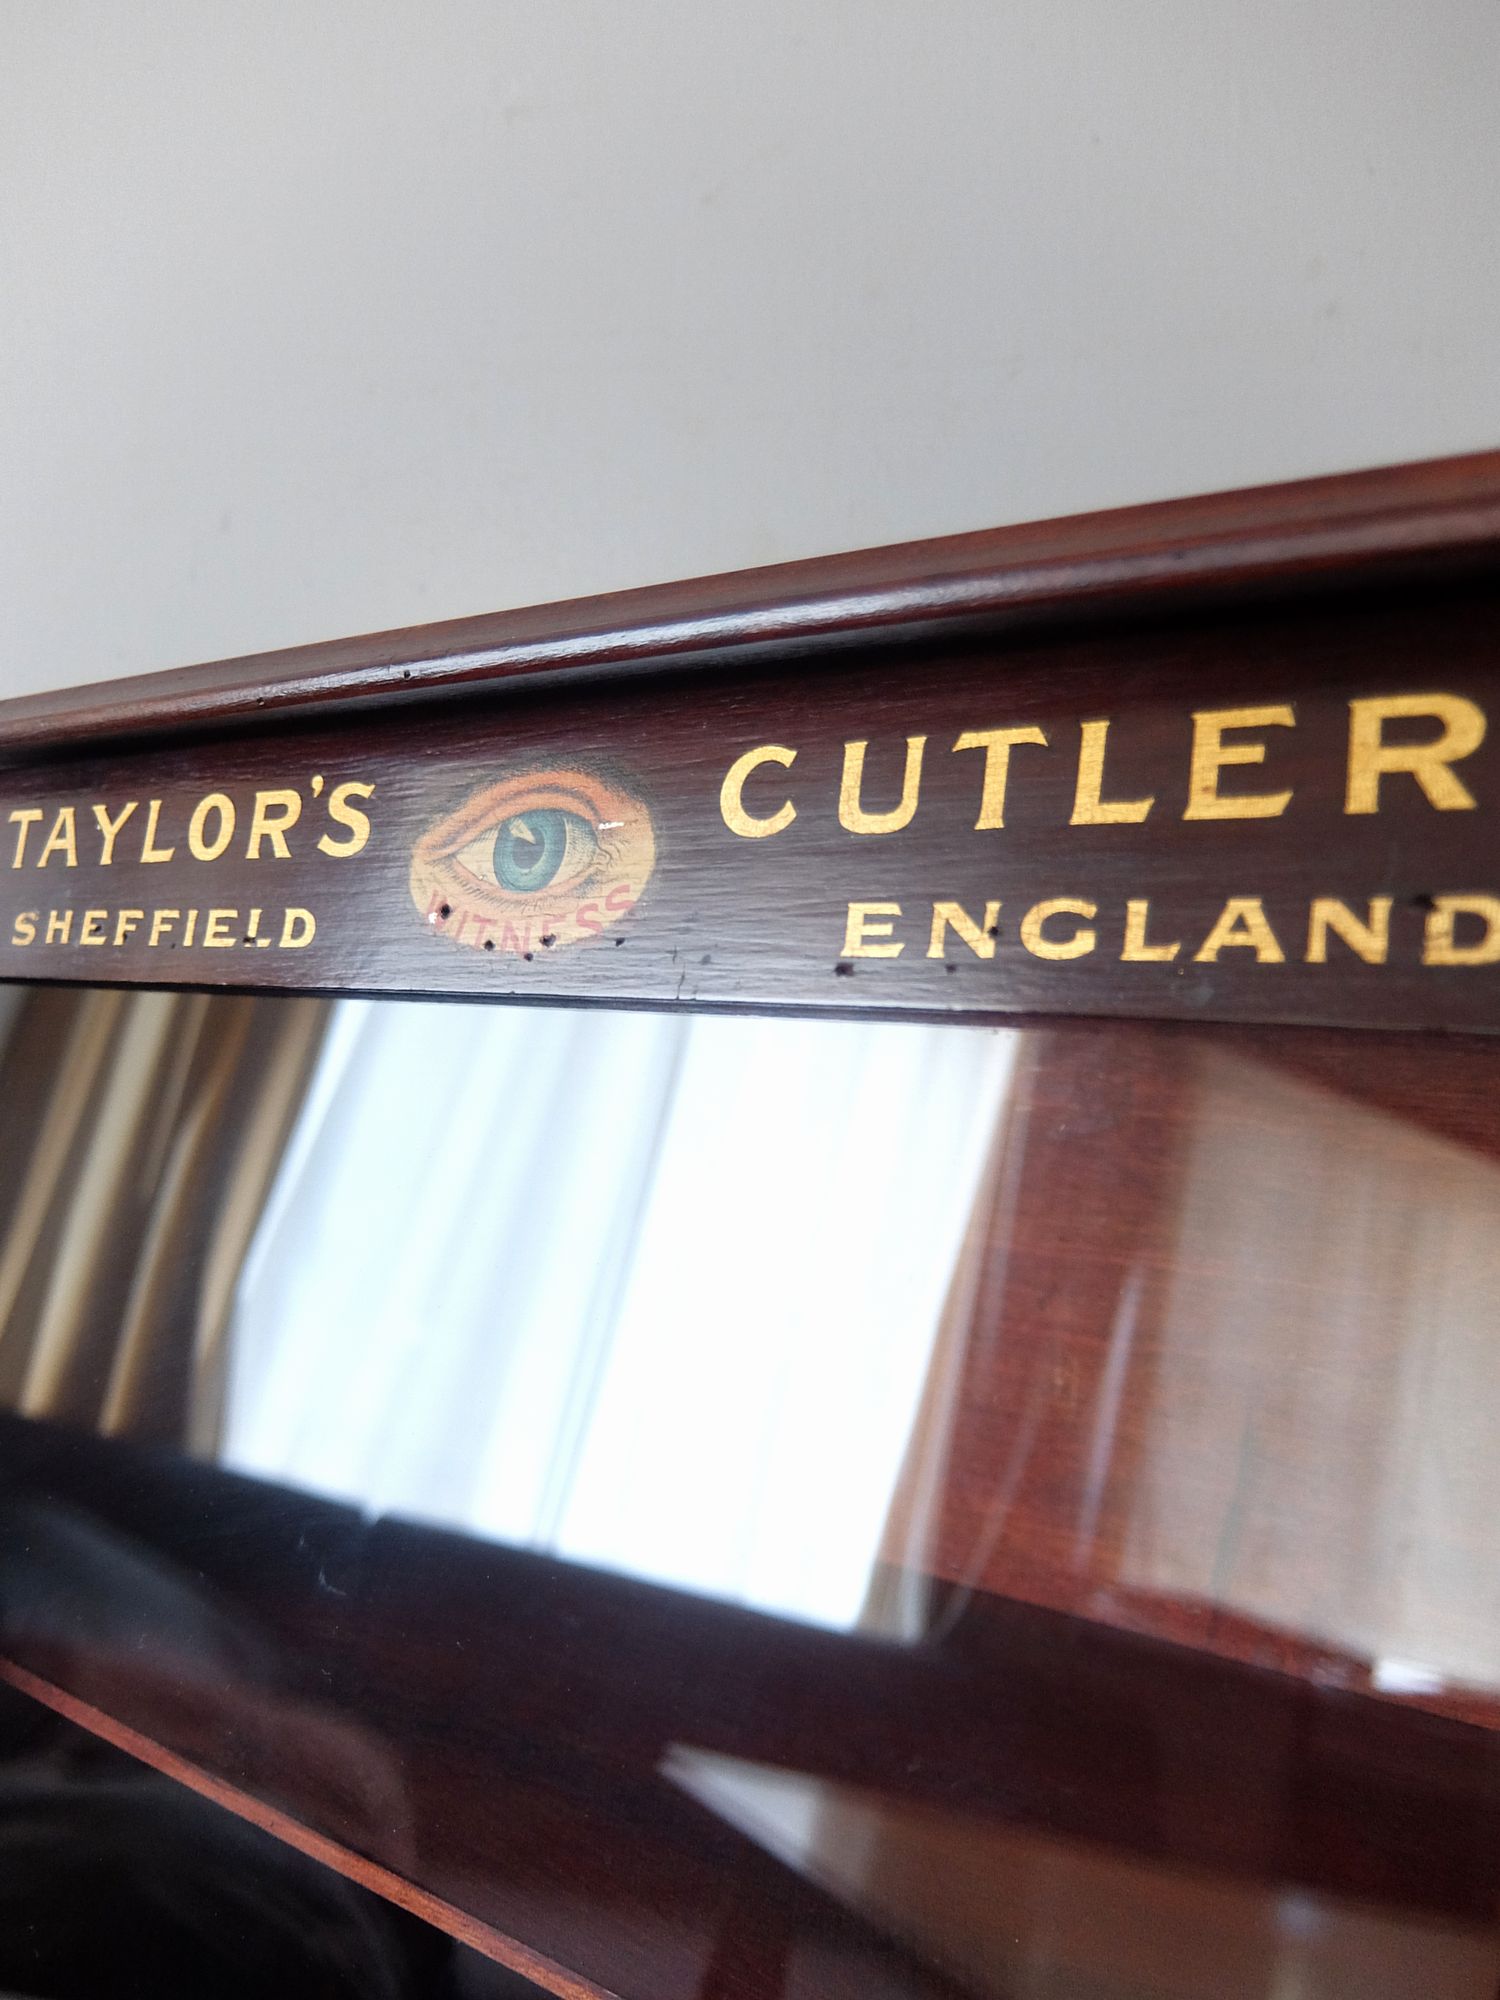 TAYLOR'S
SHEFFIELD
WITNESS
CUTLER
ENGLAND